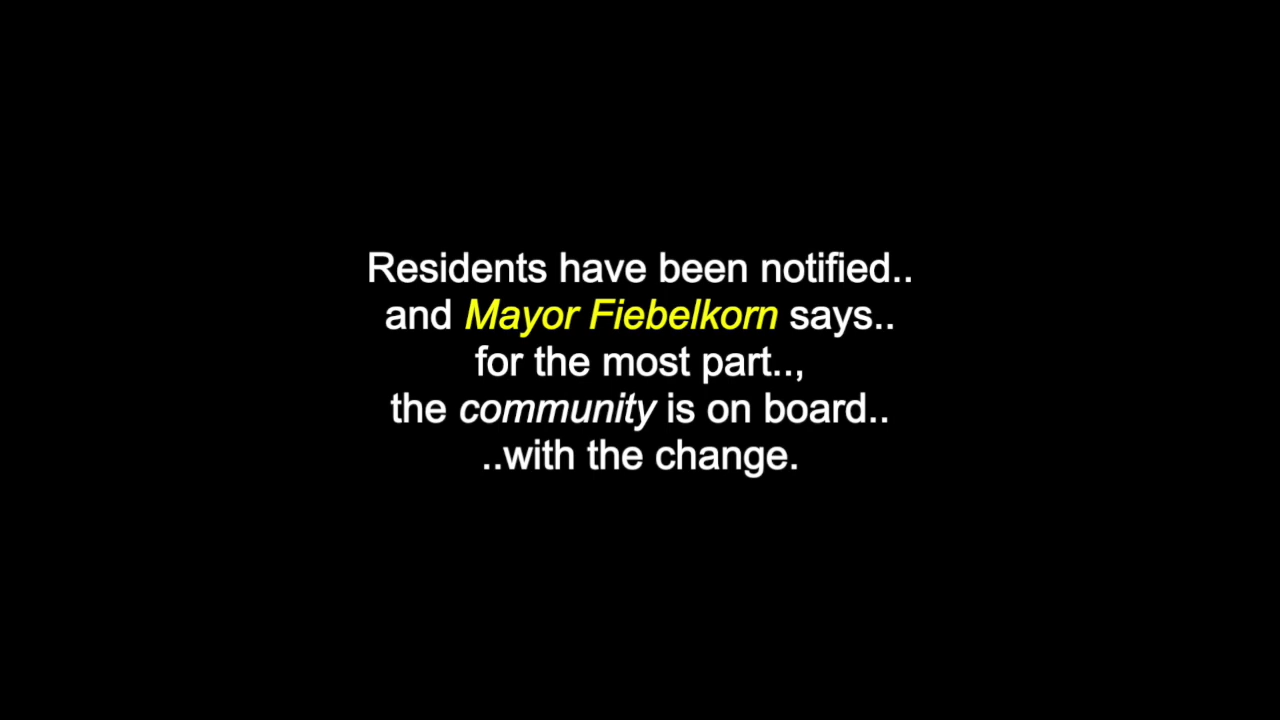 Residents have been notified..
and Mayor Fiebelkorn says..
for the most part..,
the community is on board..
..with the change.